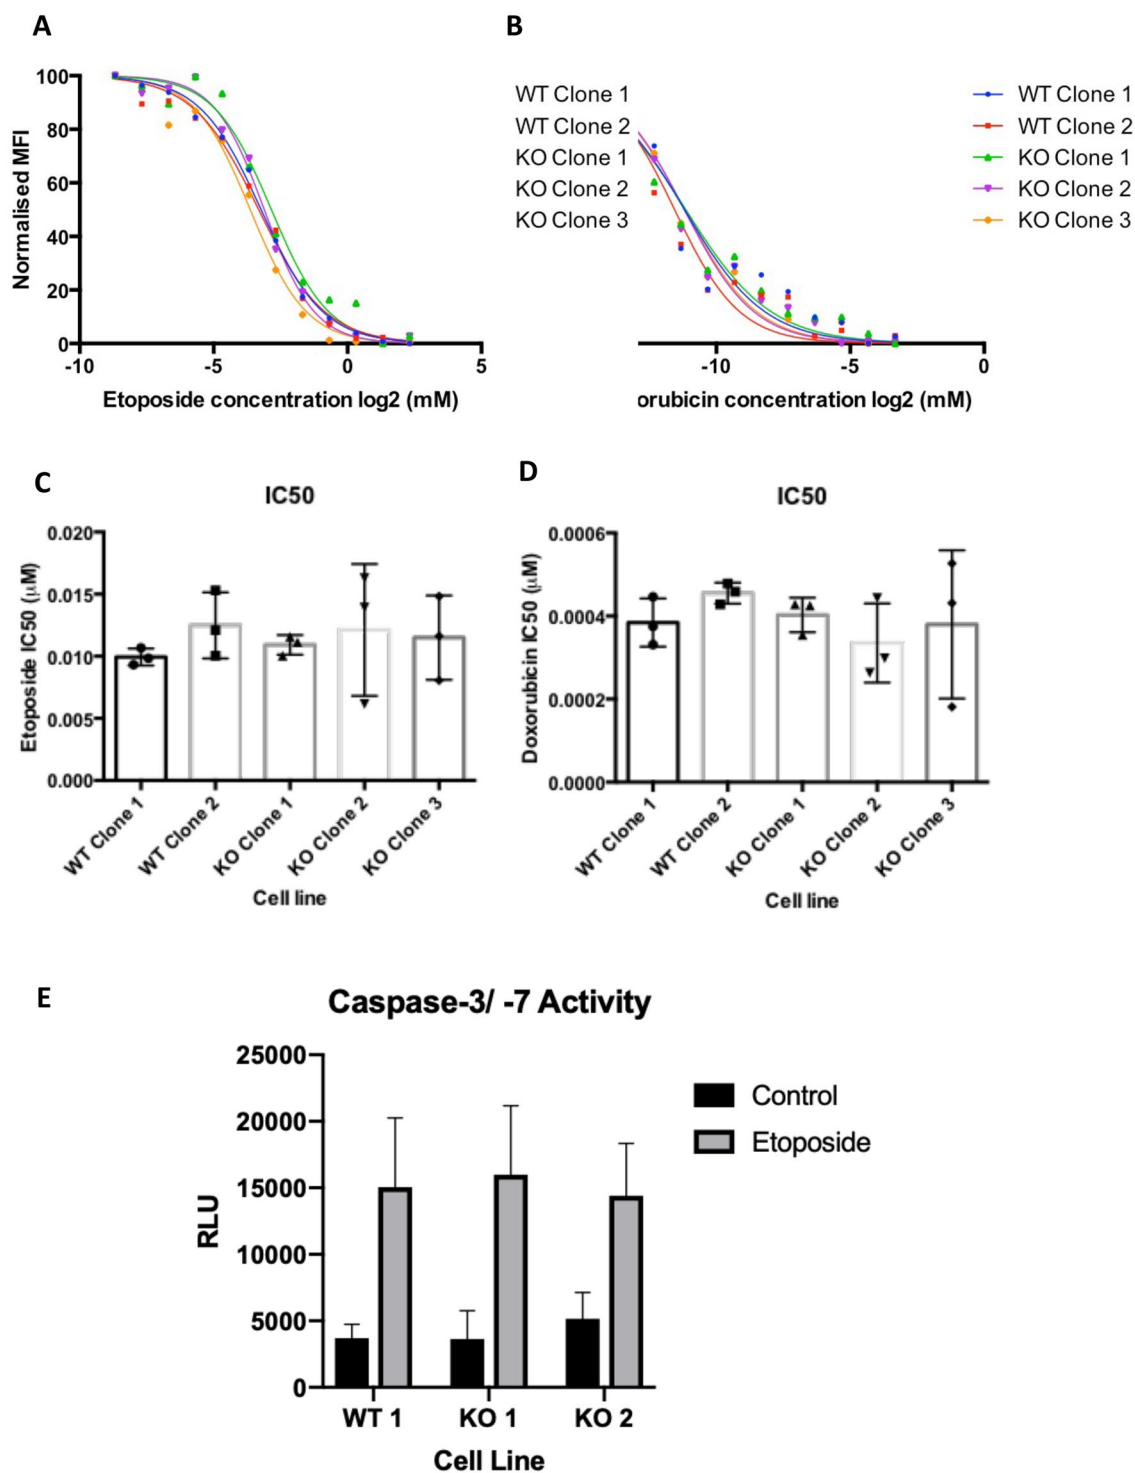 A
B
100
80
60
40
20
0
Normalised MFI
-10
-5
0
5
Etoposide concentration log2 (mM)
WT Clone 1
WT Clone 2
KO Clone 1
KO Clone 2
KO Clone 3
-10
-5
0
orubicin concentration log2 (mM)
WT Clone 1
WT Clone 2
KO Clone 1
KO Clone 2
KO Clone 3
C
IC50
0.020
0.015
0.010
0.005
0.000
Etoposide IC50 (μM)
WT Clone 1
WT Clone 2
KO Clone 1
KO Clone 2
KO Clone 3
Cell line
D
IC50
0.0006
0.0004
0.0002
0.0000
Doxorubicin IC50 (μM)
WT Clone 1
WT Clone 2
KO Clone 1
KO Clone 2
KO Clone 3
Cell line
E
Caspase-3/ -7 Activity
25000
20000
15000
10000
5000
0
RLU
WT 1
KO 1
KO 2
Cell Line
Control
Etoposide